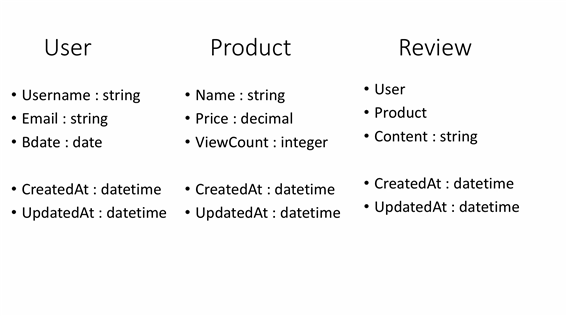 User
• Username : string
• Email : string
• Bdate : date
• CreatedAt : datetime
• UpdatedAt : datetime
Product
• Name : string
• Price : decimal
• ViewCount : integer
• CreatedAt : datetime
• UpdatedAt : datetime
Review
• User
• Product
• Content : string
• CreatedAt : datetime
• UpdatedAt : datetime